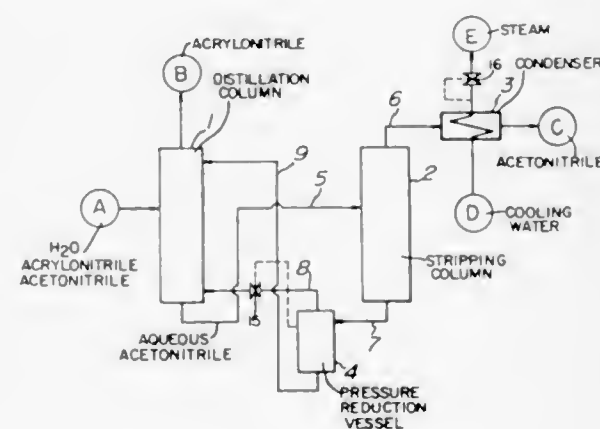 E STEAM
B ACRYLONITRILE
16
CONDENSER
DISTILLATION
COLUMN
3
6
1
C
9
2
5
ACETONITRILE
A
D COOLING
WATER
H2O
ACRYLONITRILE
ACETONITRILE
STRIPPING
COLUMN
8
15
AQUEOUS
ACETONITRILE
7
4
PRESSURE
REDUCTION
VESSEL